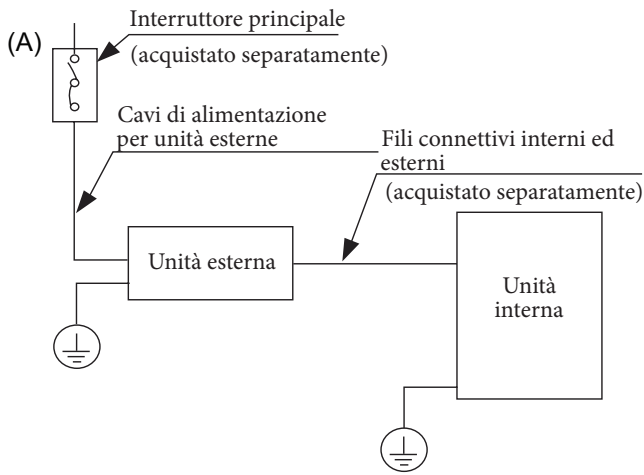 (A)
Interruttore principale
(acquistato separatamente)
Cavi di alimentazione
per unità esterne
Fili connettivi interni ed
esterni
(acquistato separatamente)
Unità esterna
Unità
interna